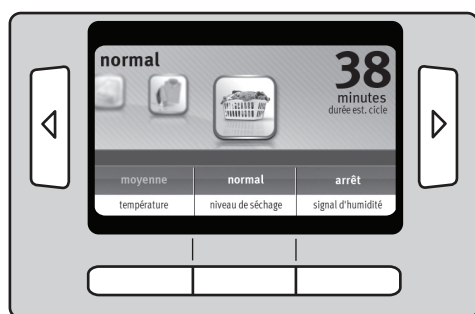 normal
38
minutes
durée est. cicle
moyenne
normal
arrêt
température
niveau de séchage
signal d'humidité